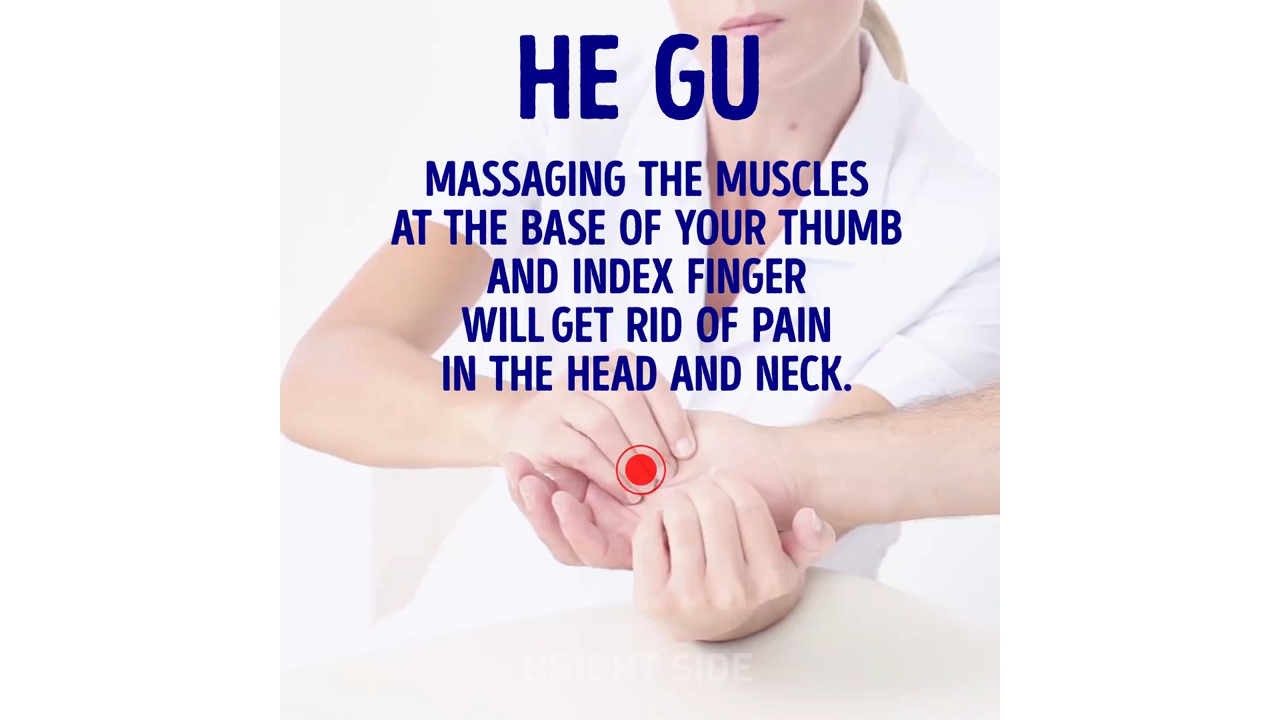 HE GU
MASSAGING THE MUSCLES
AT THE BASE OF YOUR THUMB
AND INDEX FINGER
WILL GET RID OF PAIN
IN THE HEAD AND NECK.
BRIGHT SIDE